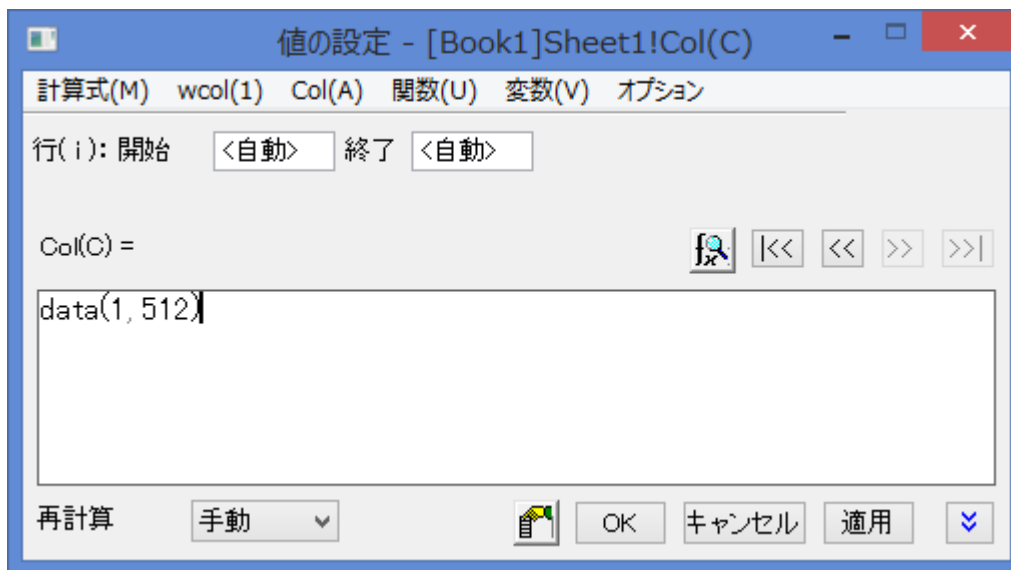 値の設定 - [Book1]Sheet1!Col(C)
計算式(M) wcol(1) Col(A) 関数(U) 変数(V) オプション
行(i): 開始 <自動> 終了 <自動>
Col(C) = |<< << >> >>|
data(1,512)
再計算 手動 OK キャンセル 適用